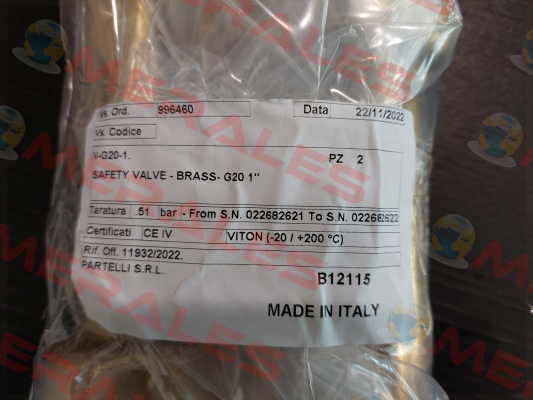 Vs. Ord. 996460 Data 22/11/2022
Vs. Codice
V-G20-1. PZ 2
SAFETY VALVE - BRASS- G20 1"
Taratura .51 bar - From S.N. 022682621 To S.N. 022682622
Certificati CE IV VITON (-20 / +200 °C)
Rif. Off. 11932/2022.
PARTELLI S.R.L.
B12115
MADE IN ITALY
MERALES